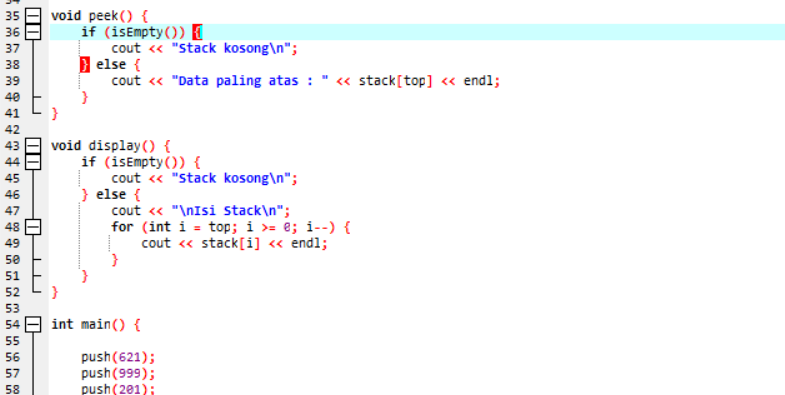 35 void peek() {
36 if (isEmpty()) {
37 cout << "Stack kosong\n";
38 } else {
39 cout << "Data paling atas : " << stack[top] << endl;
40 }
41 }
42
43 void display() {
44 if (isEmpty()) {
45 cout << "Stack kosong\n";
46 } else {
47 cout << "\nIsi Stack\n";
48 for (int i = top; i >= 0; i--) {
49 cout << stack[i] << endl;
50 }
51 }
52 }
53
54 int main() {
55
56 push(621);
57 push(999);
58 push(201);